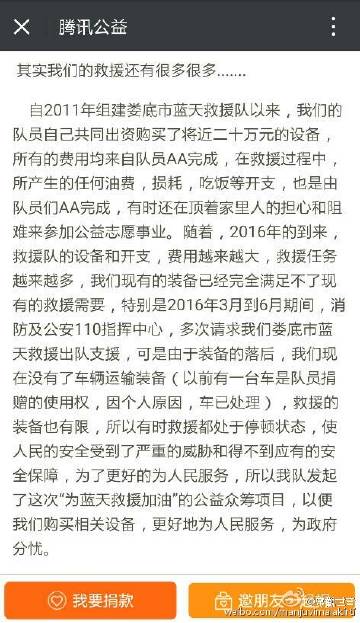 腾讯公益
其实我们的救援还有很多很多.......
自2011年组建娄底市蓝天救援队以来，我们的
队员自己共同出资购买了将近二十万元的设备，
所有的费用均来自队员AA完成，在救援过程中，
所产生的任何油费，损耗，吃饭等开支，也是由
队员们AA完成，有时还在顶着家里人的担心和阻
难来参加公益志愿事业。随着，2016年的到来，
救援队的设备和开支，费用越来越大，救援任务
越来越多，我们现有的装备已经完全满足不了现
有的救援需要，特别是2016年3月到6月期间，消
防及公安110指挥中心，多次请求我们娄底市蓝
天救援出队支援，可是由于装备的落后，我们现
在没有了车辆运输装备（以前有一台车是队员捐
赠的使用权，因个人原因，车已处理），救援的
装备也有限，所以有时救援都处于停顿状态，使
人民的安全受到了严重的威胁和得不到应有的安
全保障，为了更好的为人民服务，所以我队发起
了这次“为蓝天救援加油”的公益众筹项目，以便
我们购买相关设备，更好地为人民服务，为政府
分忧。
我要捐款
邀朋友